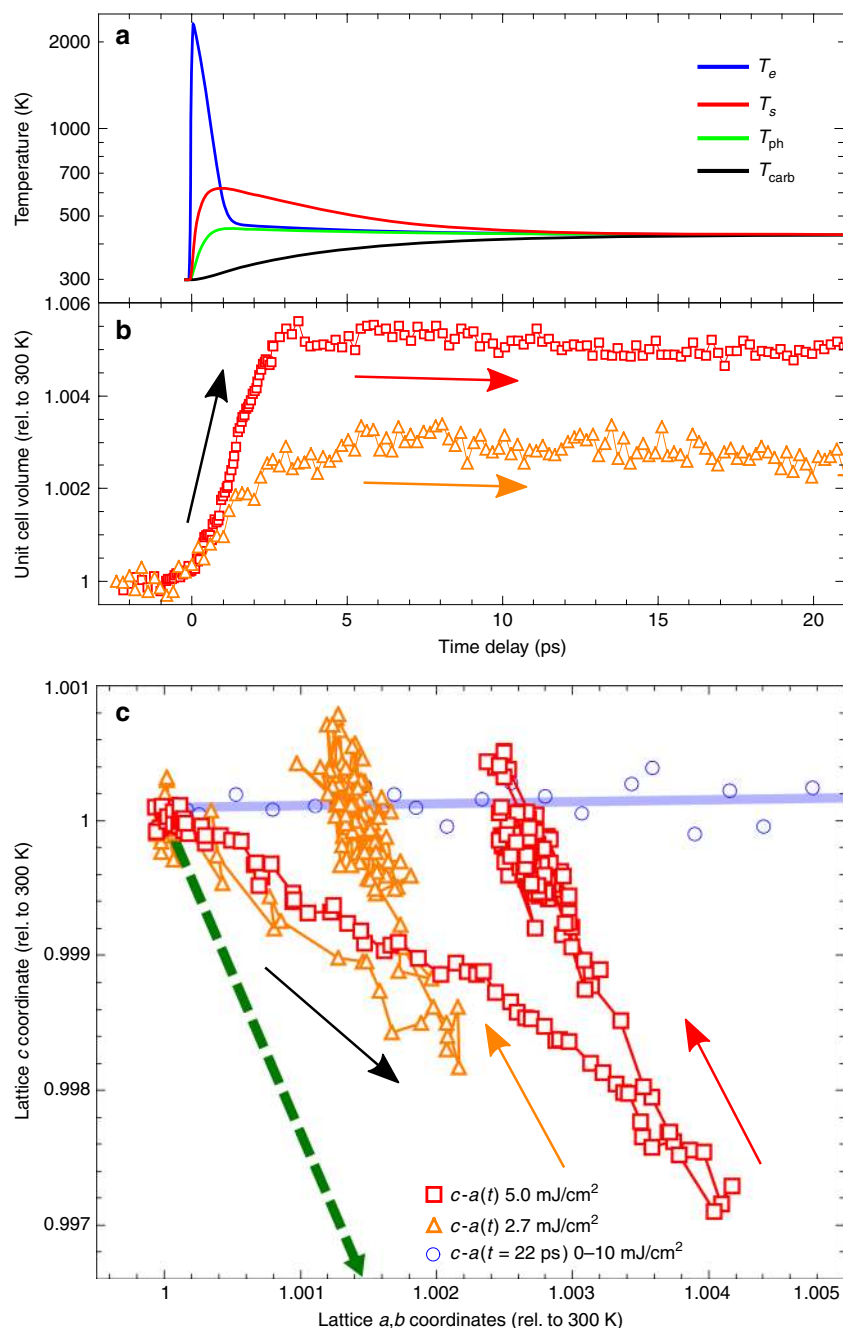 a
2000
1000
700
500
300
Temperature (K)
T_e
T_s
T_ph
T_carb
b
1.006
1.004
1.002
1
Unit cell volume (rel. to 300 K)
0
5
10
15
20
Time delay (ps)
c
1.001
1
0.999
0.998
0.997
Lattice c coordinate (rel. to 300 K)
c-a(t) 5.0 mJ/cm²
c-a(t) 2.7 mJ/cm²
c-a(t = 22 ps) 0–10 mJ/cm²
1
1.001
1.002
1.003
1.004
1.005
Lattice a,b coordinates (rel. to 300 K)